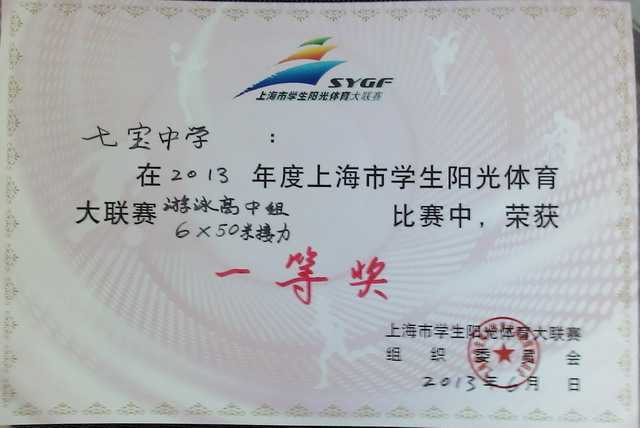 SYGF
上海市学生阳光体育大联赛
七宝中学 :
在2013年度上海市学生阳光体育
大联赛游泳高中组比赛中，荣获
6×50米接力
一等奖
上海市学生阳光体育大联赛
组织委员会
2013年6月 日